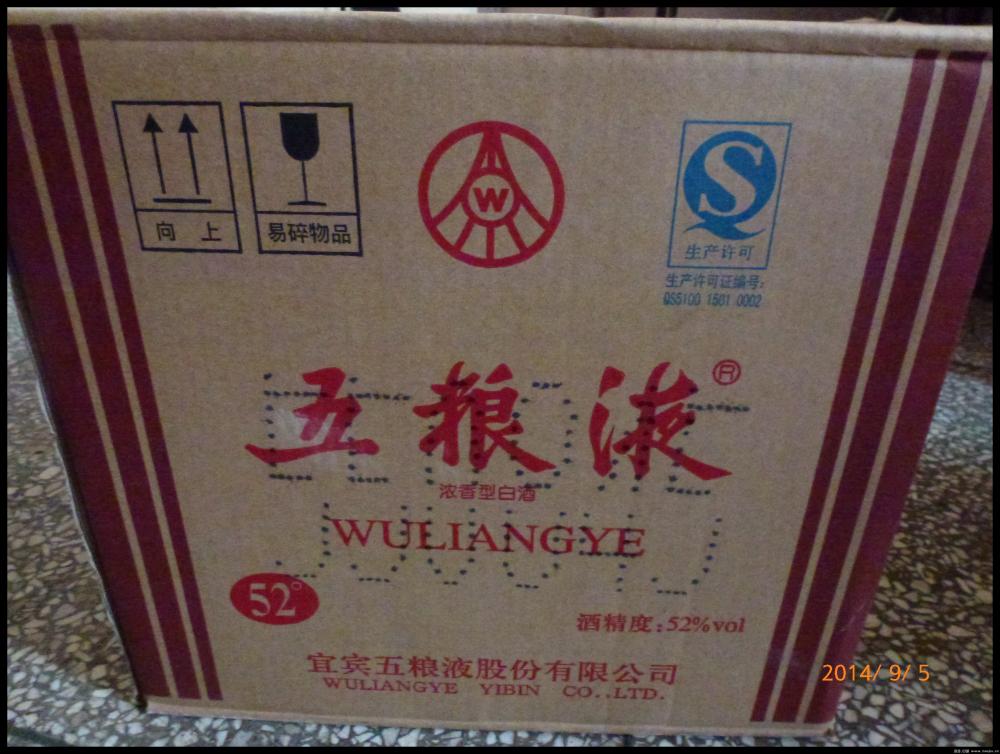 向 上
易碎物品
W
S
生产许可
生产许可证编号:
QS5100 1501 0002
五粮液®
浓香型白酒
WULIANGYE
52°
酒精度:52%vol
宜宾五粮液股份有限公司
WULIANGYE YIBIN CO.,LTD.
2014/ 9/ 5